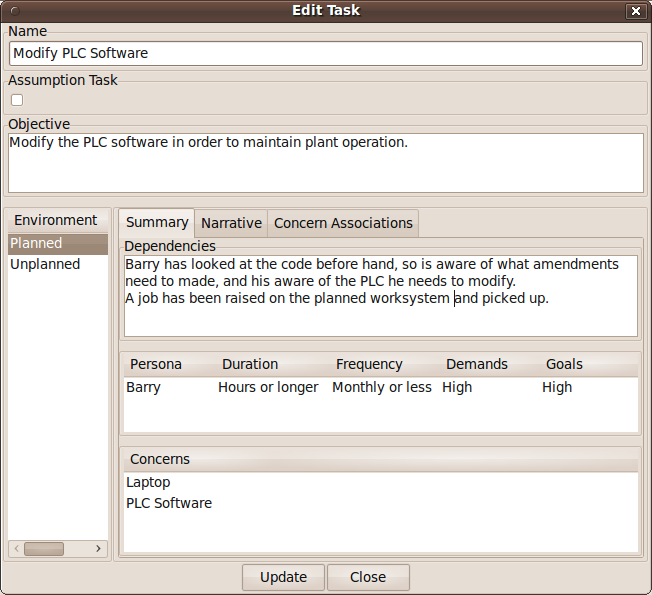 Edit Task
Name
Modify PLC Software
Assumption Task
Objective
Modify the PLC software in order to maintain plant operation.
Environment
Planned
Unplanned
Summary Narrative Concern Associations
Dependencies
Barry has looked at the code before hand, so is aware of what amendments
need to made, and his aware of the PLC he needs to modify.
A job has been raised on the planned worksystem and picked up.
Persona Duration Frequency Demands Goals
Barry Hours or longer Monthly or less High High
Concerns
Laptop
PLC Software
Update Close